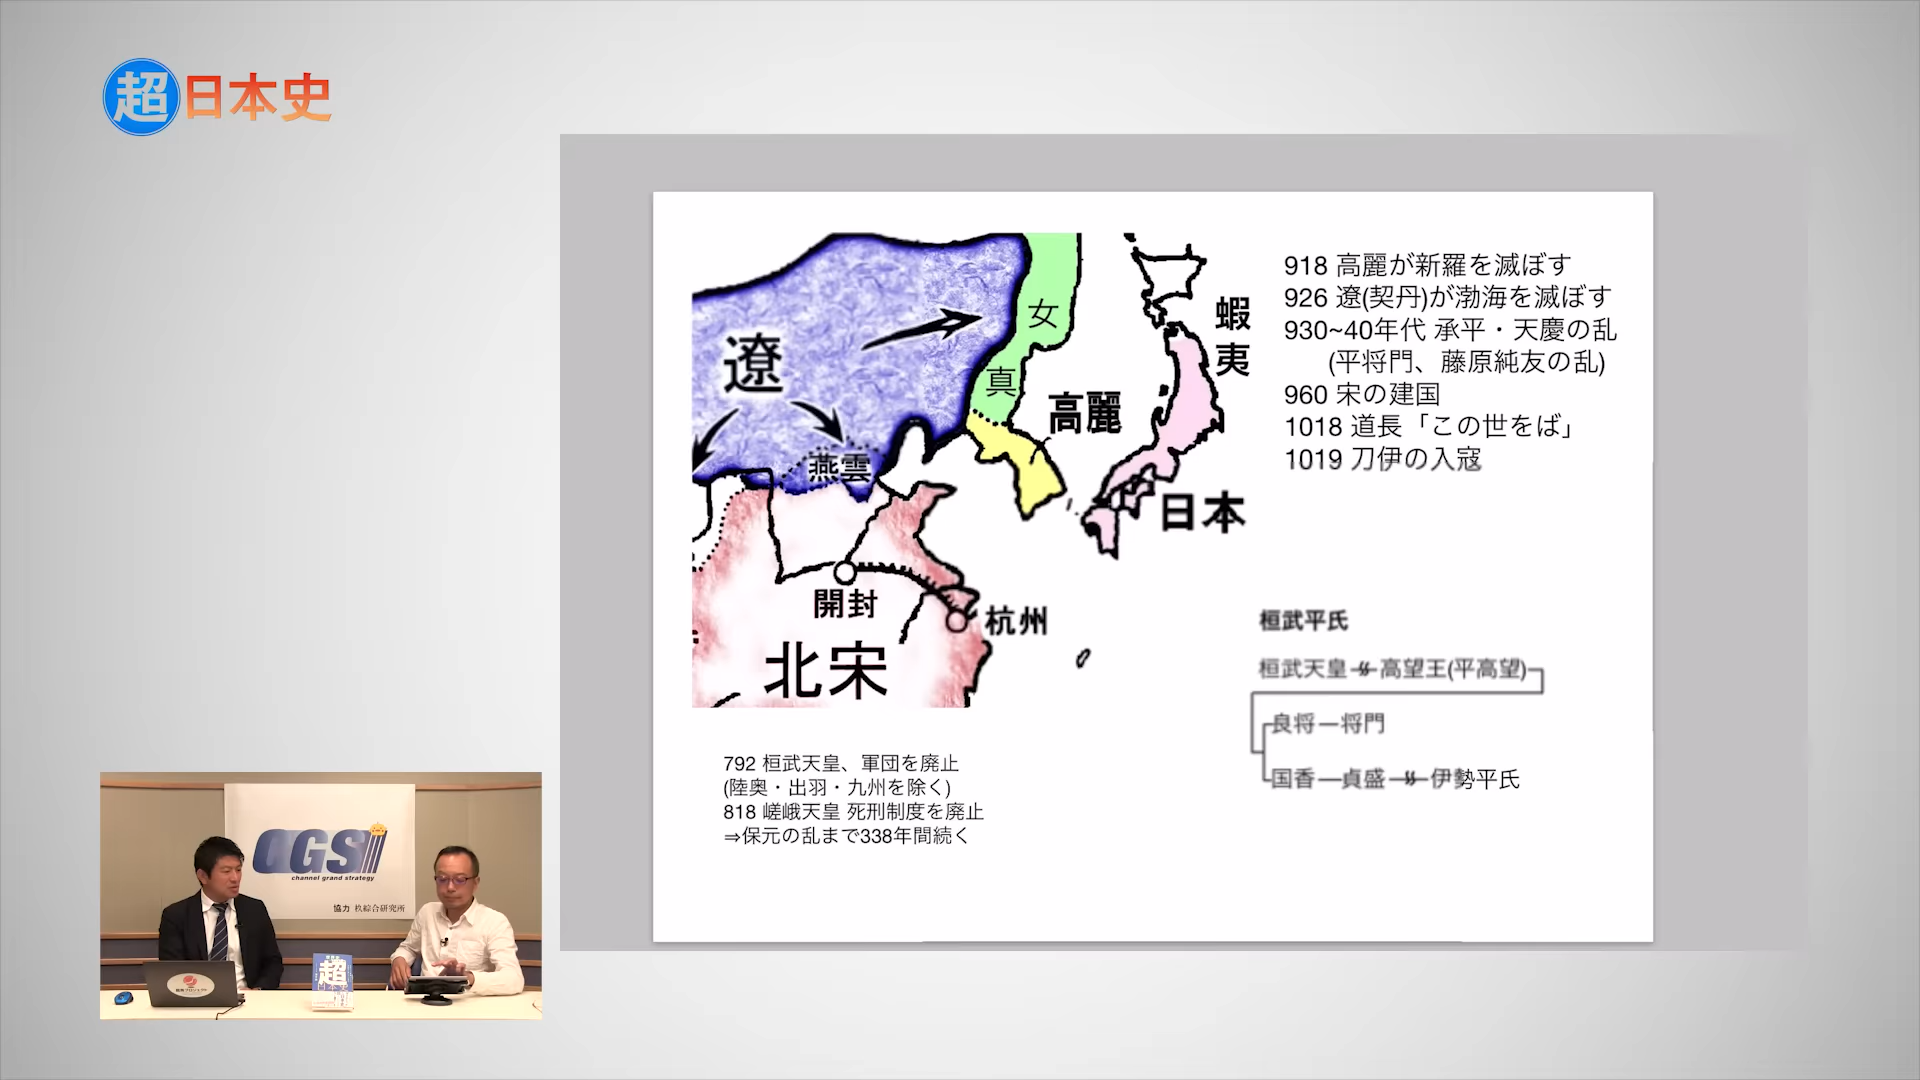 超日本史
918 高麗が新羅を滅ぼす
926 遼(契丹)が渤海を滅ぼす
930~40年代 承平・天慶の乱
(平将門、藤原純友の乱)
960 宋の建国
1018 道長「この世をば」
1019 刀伊の入寇
女
真
遼
高麗
燕雲
蝦
夷
日本
開封
杭州
北宋
桓武平氏
桓武天皇 高望王(平高望)
良将―将門
国香―貞盛 伊勢平氏
792 桓武天皇、軍団を廃止
(陸奥・出羽・九州を除く)
818 嵯峨天皇 死刑制度を廃止
⇒保元の乱まで338年間続く
CGS
channel grand strategy
協力 杦綜合研究所
超